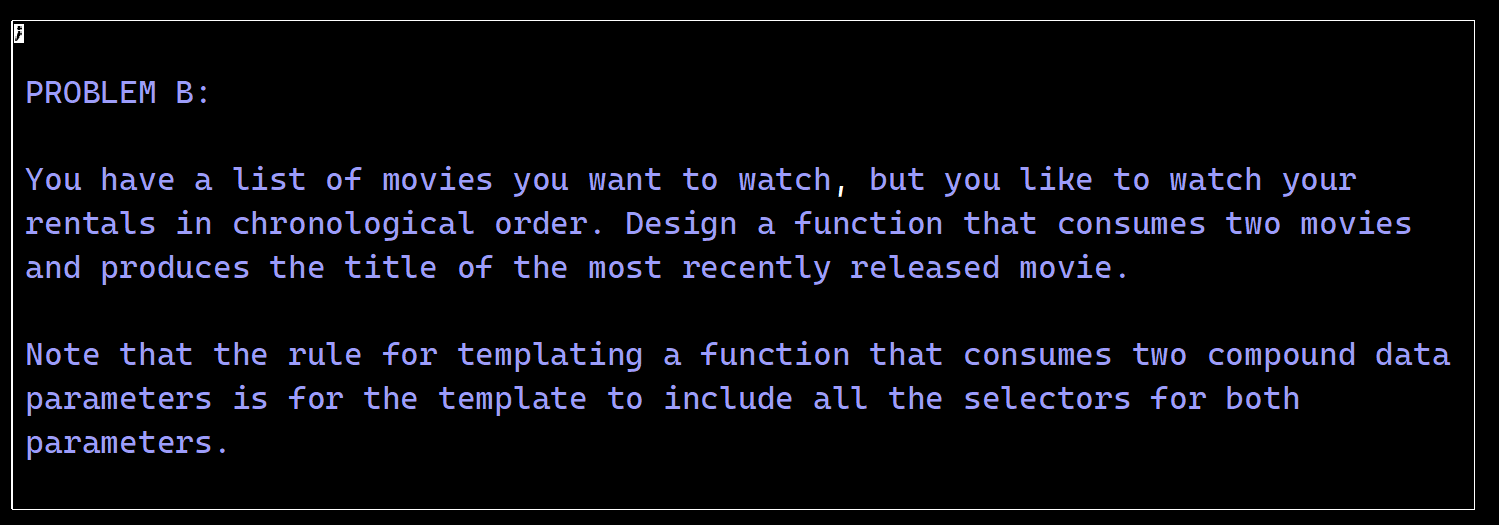 ;
PROBLEM B:
You have a list of movies you want to watch, but you like to watch your
rentals in chronological order. Design a function that consumes two movies
and produces the title of the most recently released movie.
Note that the rule for templating a function that consumes two compound data
parameters is for the template to include all the selectors for both
parameters.